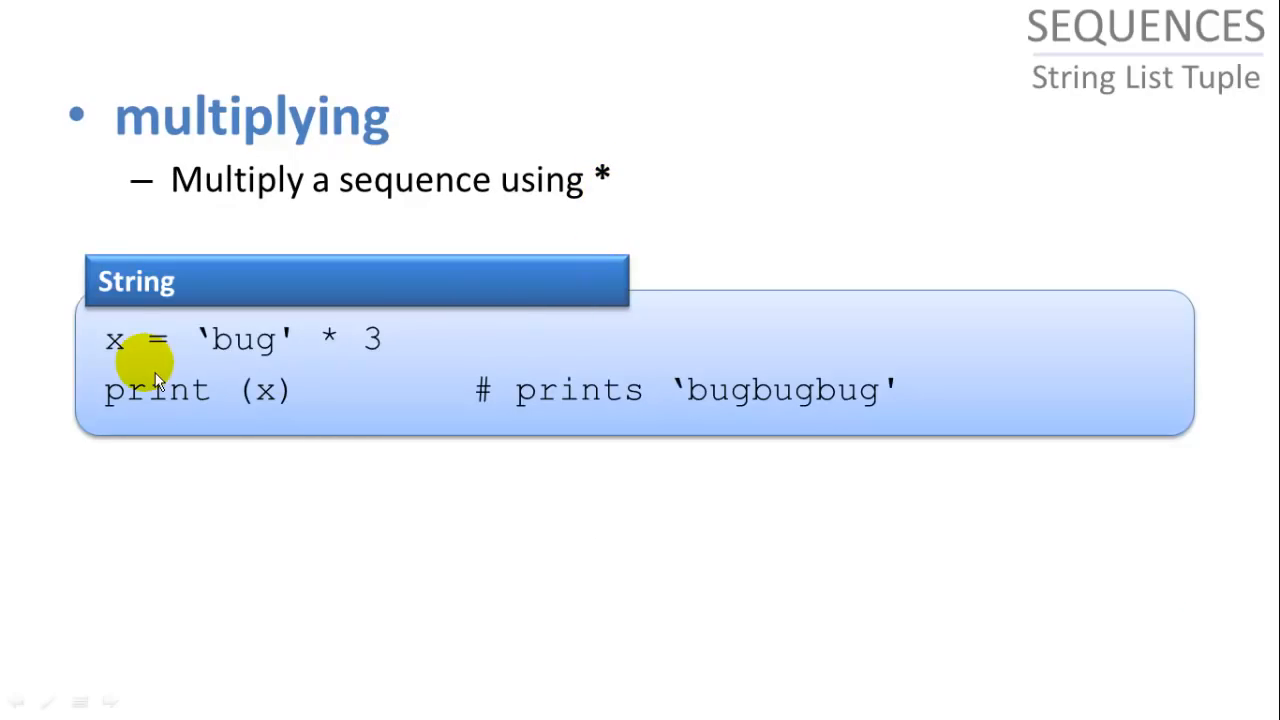 SEQUENCES
String List Tuple
• multiplying
– Multiply a sequence using *
String
x = ‛bug' * 3
print (x) # prints ‛bugbugbug'